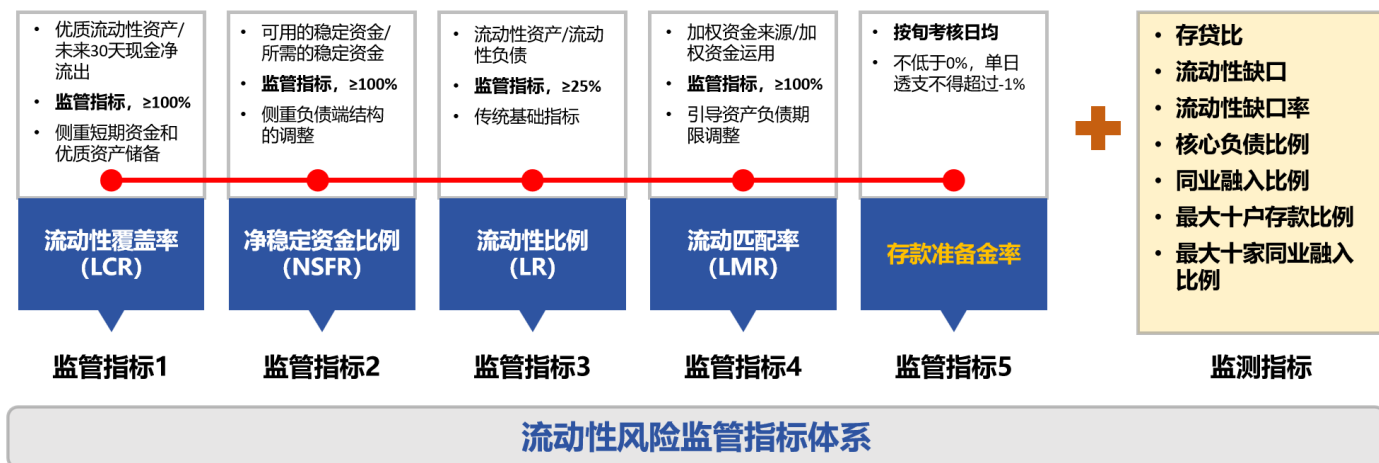 • 优质流动性资产/
未来30天现金净
流出
• 监管指标，≥100%
• 侧重短期资金和
优质资产储备
流动性覆盖率
（LCR）
监管指标1
• 可用的稳定资金/
所需的稳定资金
• 监管指标，≥100%
• 侧重负债端结构
的调整
净稳定资金比例
（NSFR）
监管指标2
• 流动性资产/流动
性负债
• 监管指标，≥25%
• 传统基础指标
流动性比例
（LR）
监管指标3
• 加权资金来源/加
权资金运用
• 监管指标，≥100%
• 引导资产负债期
限调整
流动匹配率
（LMR）
监管指标4
• 按旬考核日均
• 不低于0%，单日
透支不得超过-1%
存款准备金率
监管指标5
• 存贷比
• 流动性缺口
• 流动性缺口率
• 核心负债比例
• 同业融入比例
• 最大十户存款比例
• 最大十家同业融入
比例
监测指标
流动性风险监管指标体系